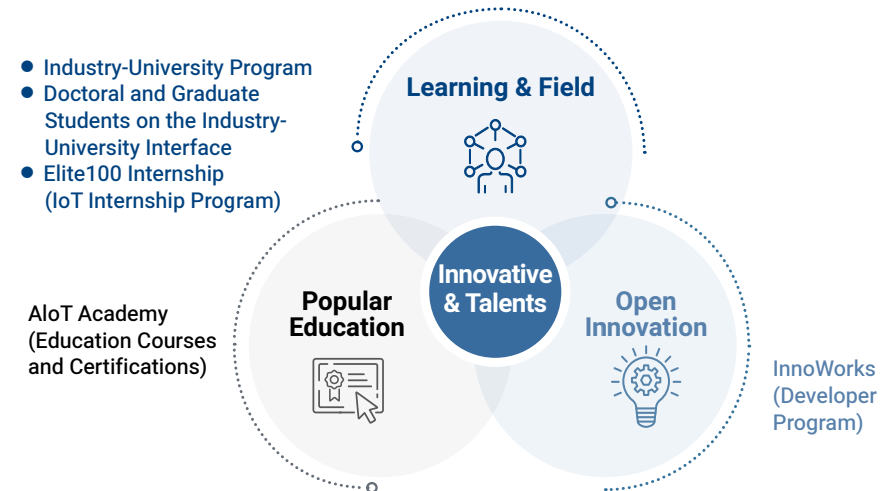 Learning & Field
● Industry-University Program
● Doctoral and Graduate
Students on the Industry-
University Interface
● Elite100 Internship
(IoT Internship Program)
Innovative
& Talents
Popular
Education
AIoT Academy
(Education Courses
and Certifications)
Open
Innovation
InnoWorks
(Developer
Program)